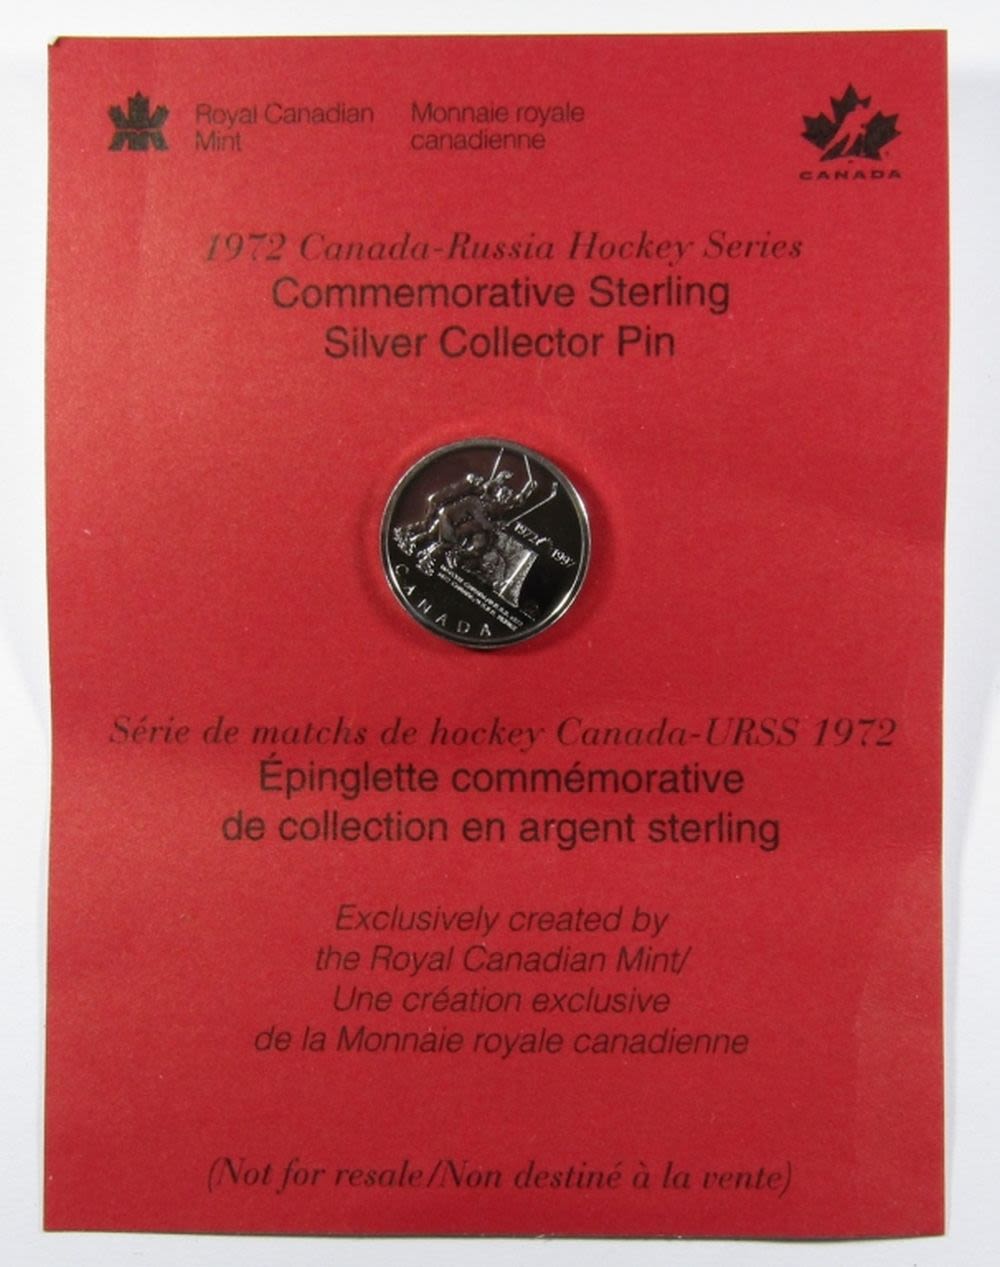 Royal Canadian Mint
Monnaie royale canadienne
CANADA
1972 Canada-Russia Hockey Series
Commemorative Sterling
Silver Collector Pin
1972 1997
CANADA
Série de matchs de hockey Canada-URSS 1972
Épinglette commémorative
de collection en argent sterling
Exclusively created by
the Royal Canadian Mint/
Une création exclusive
de la Monnaie royale canadienne
(Not for resale/Non destiné à la vente)